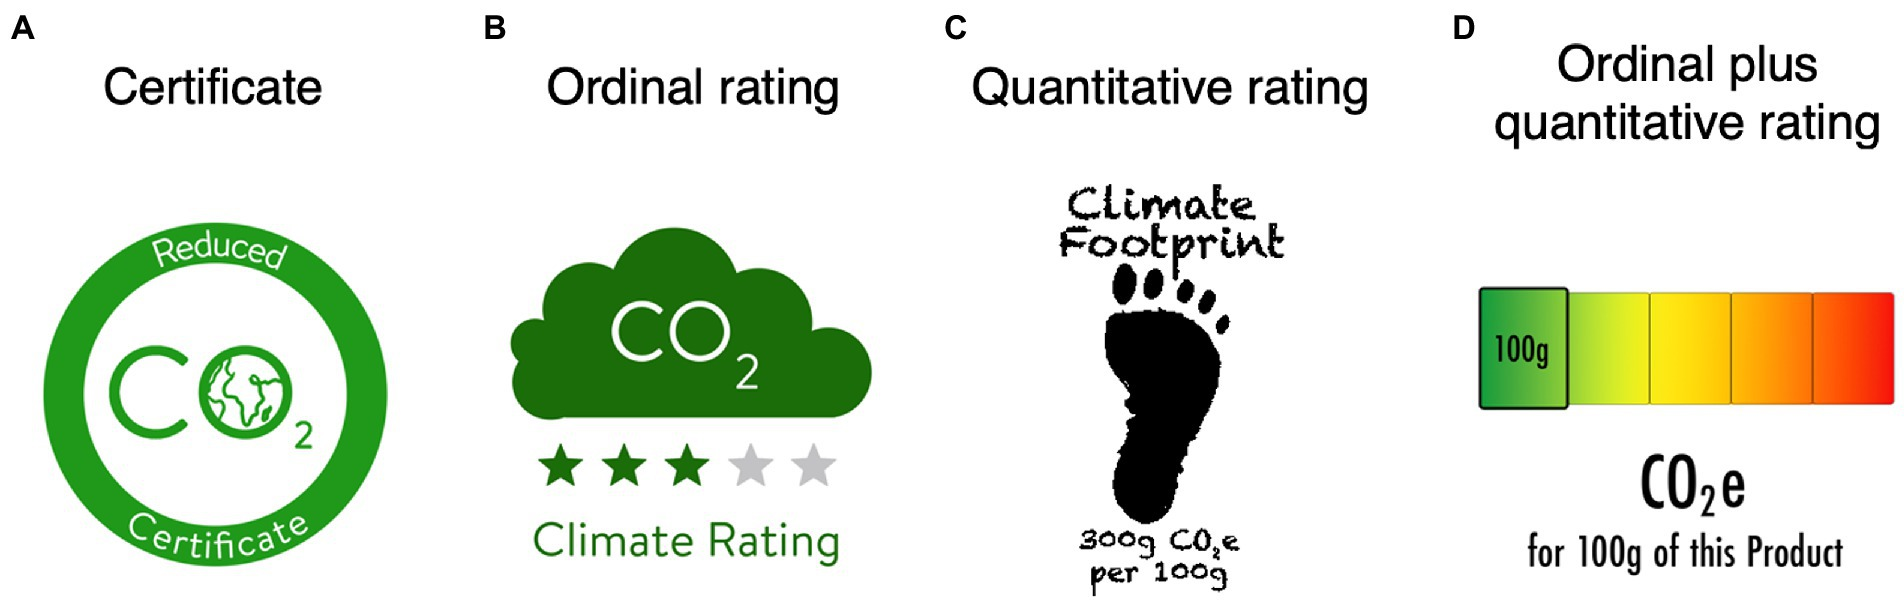 A
Certificate
Reduced
CO2
Certificate
B
Ordinal rating
CO2
Climate Rating
C
Quantitative rating
Climate
Footprint
300g CO2e
per 100g
D
Ordinal plus
quantitative rating
100g
CO2e
for 100g of this Product